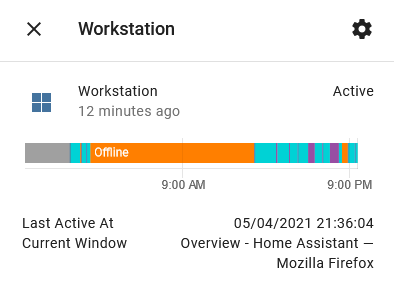 Workstation
Workstation Active
12 minutes ago
Offline
9:00 AM 9:00 PM
Last Active At 05/04/2021 21:36:04
Current Window Overview - Home Assistant —
Mozilla Firefox